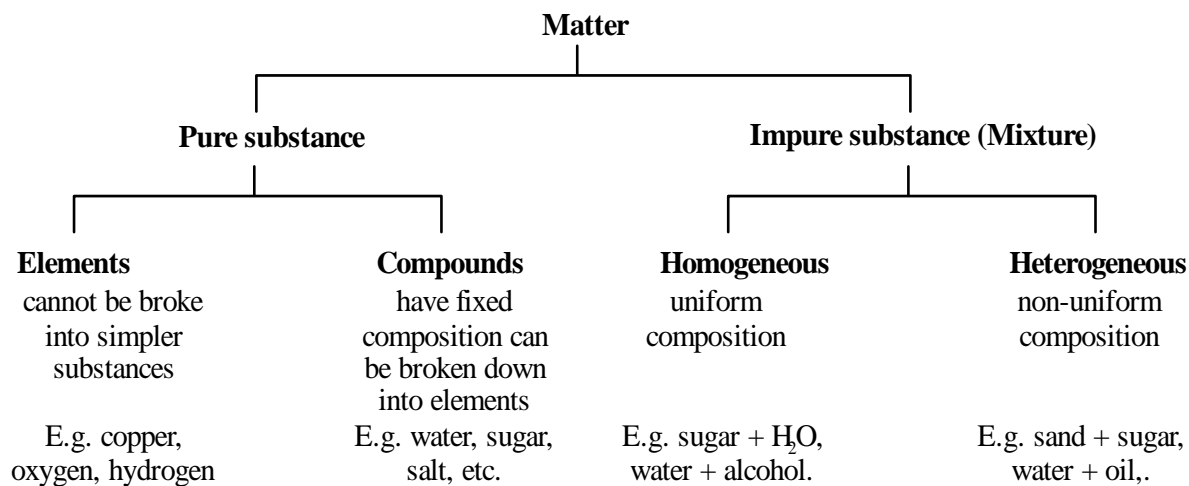 Matter
Pure substance
Impure substance (Mixture)
Elements
cannot be broke
into simpler
substances
E.g. copper,
oxygen, hydrogen
Compounds
have fixed
composition can
be broken down
into elements
E.g. water, sugar,
salt, etc.
Homogeneous
uniform
composition
E.g. sugar + H₂O,
water + alcohol.
Heterogeneous
non-uniform
composition
E.g. sand + sugar,
water + oil,.